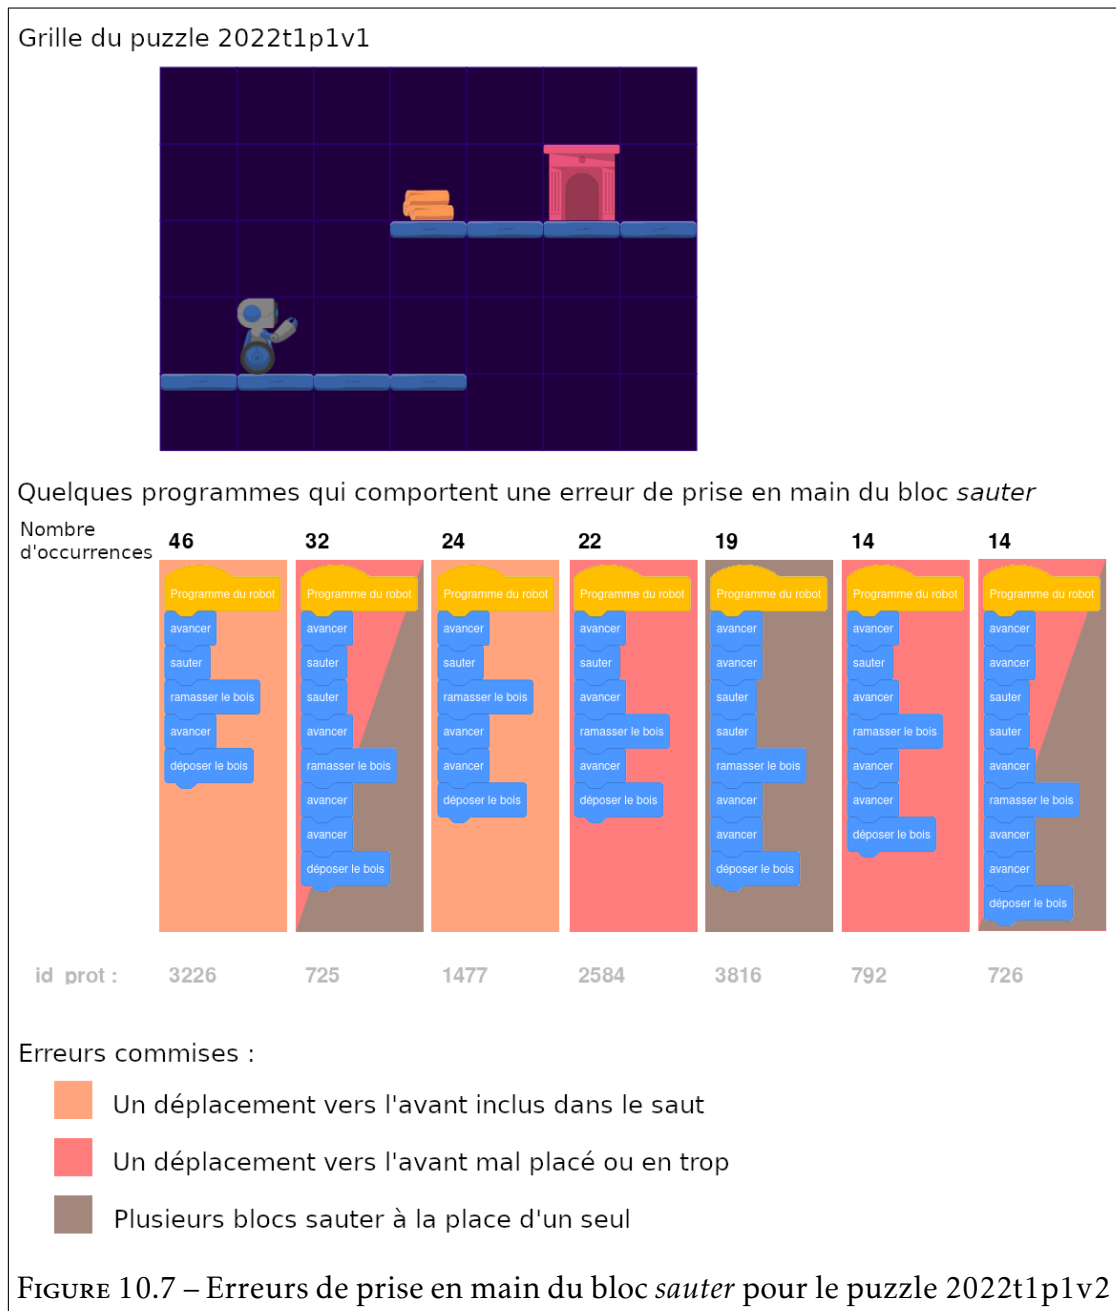 Grille du puzzle 2022t1p1v1
Quelques programmes qui comportent une erreur de prise en main du bloc sauter
Nombre
d'occurrences
46 32 24 22 19 14 14
Programme du robot
avancer
sauter
ramasser le bois
avancer
déposer le bois
Programme du robot
avancer
sauter
sauter
avancer
ramasser le bois
avancer
avancer
déposer le bois
Programme du robot
avancer
sauter
ramasser le bois
avancer
avancer
déposer le bois
Programme du robot
avancer
sauter
avancer
ramasser le bois
avancer
déposer le bois
Programme du robot
avancer
avancer
sauter
sauter
ramasser le bois
avancer
avancer
déposer le bois
Programme du robot
avancer
sauter
avancer
ramasser le bois
avancer
avancer
déposer le bois
Programme du robot
avancer
avancer
sauter
sauter
avancer
ramasser le bois
avancer
avancer
déposer le bois
id_prot : 3226 725 1477 2584 3816 792 726
Erreurs commises :
Un déplacement vers l'avant inclus dans le saut
Un déplacement vers l'avant mal placé ou en trop
Plusieurs blocs sauter à la place d'un seul
FIGURE 10.7 – Erreurs de prise en main du bloc sauter pour le puzzle 2022t1p1v2